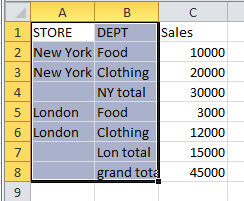 A B C
1 STORE DEPT Sales
2 New York Food 10000
3 New York Clothing 20000
4 NY total 30000
5 London Food 3000
6 London Clothing 12000
7 Lon total 15000
8 grand tota 45000
9